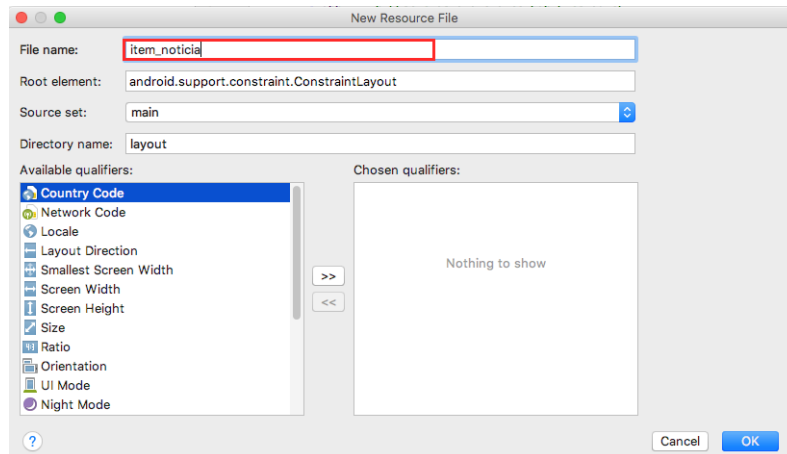 New Resource File
File name: item_noticia
Root element: android.support.constraint.ConstraintLayout
Source set: main
Directory name: layout
Available qualifiers: Chosen qualifiers:
Country Code
Network Code
Locale
Layout Direction
Smallest Screen Width
Screen Width
Screen Height
Size
Ratio
Orientation
UI Mode
Night Mode
>>
<<
Nothing to show
? Cancel OK